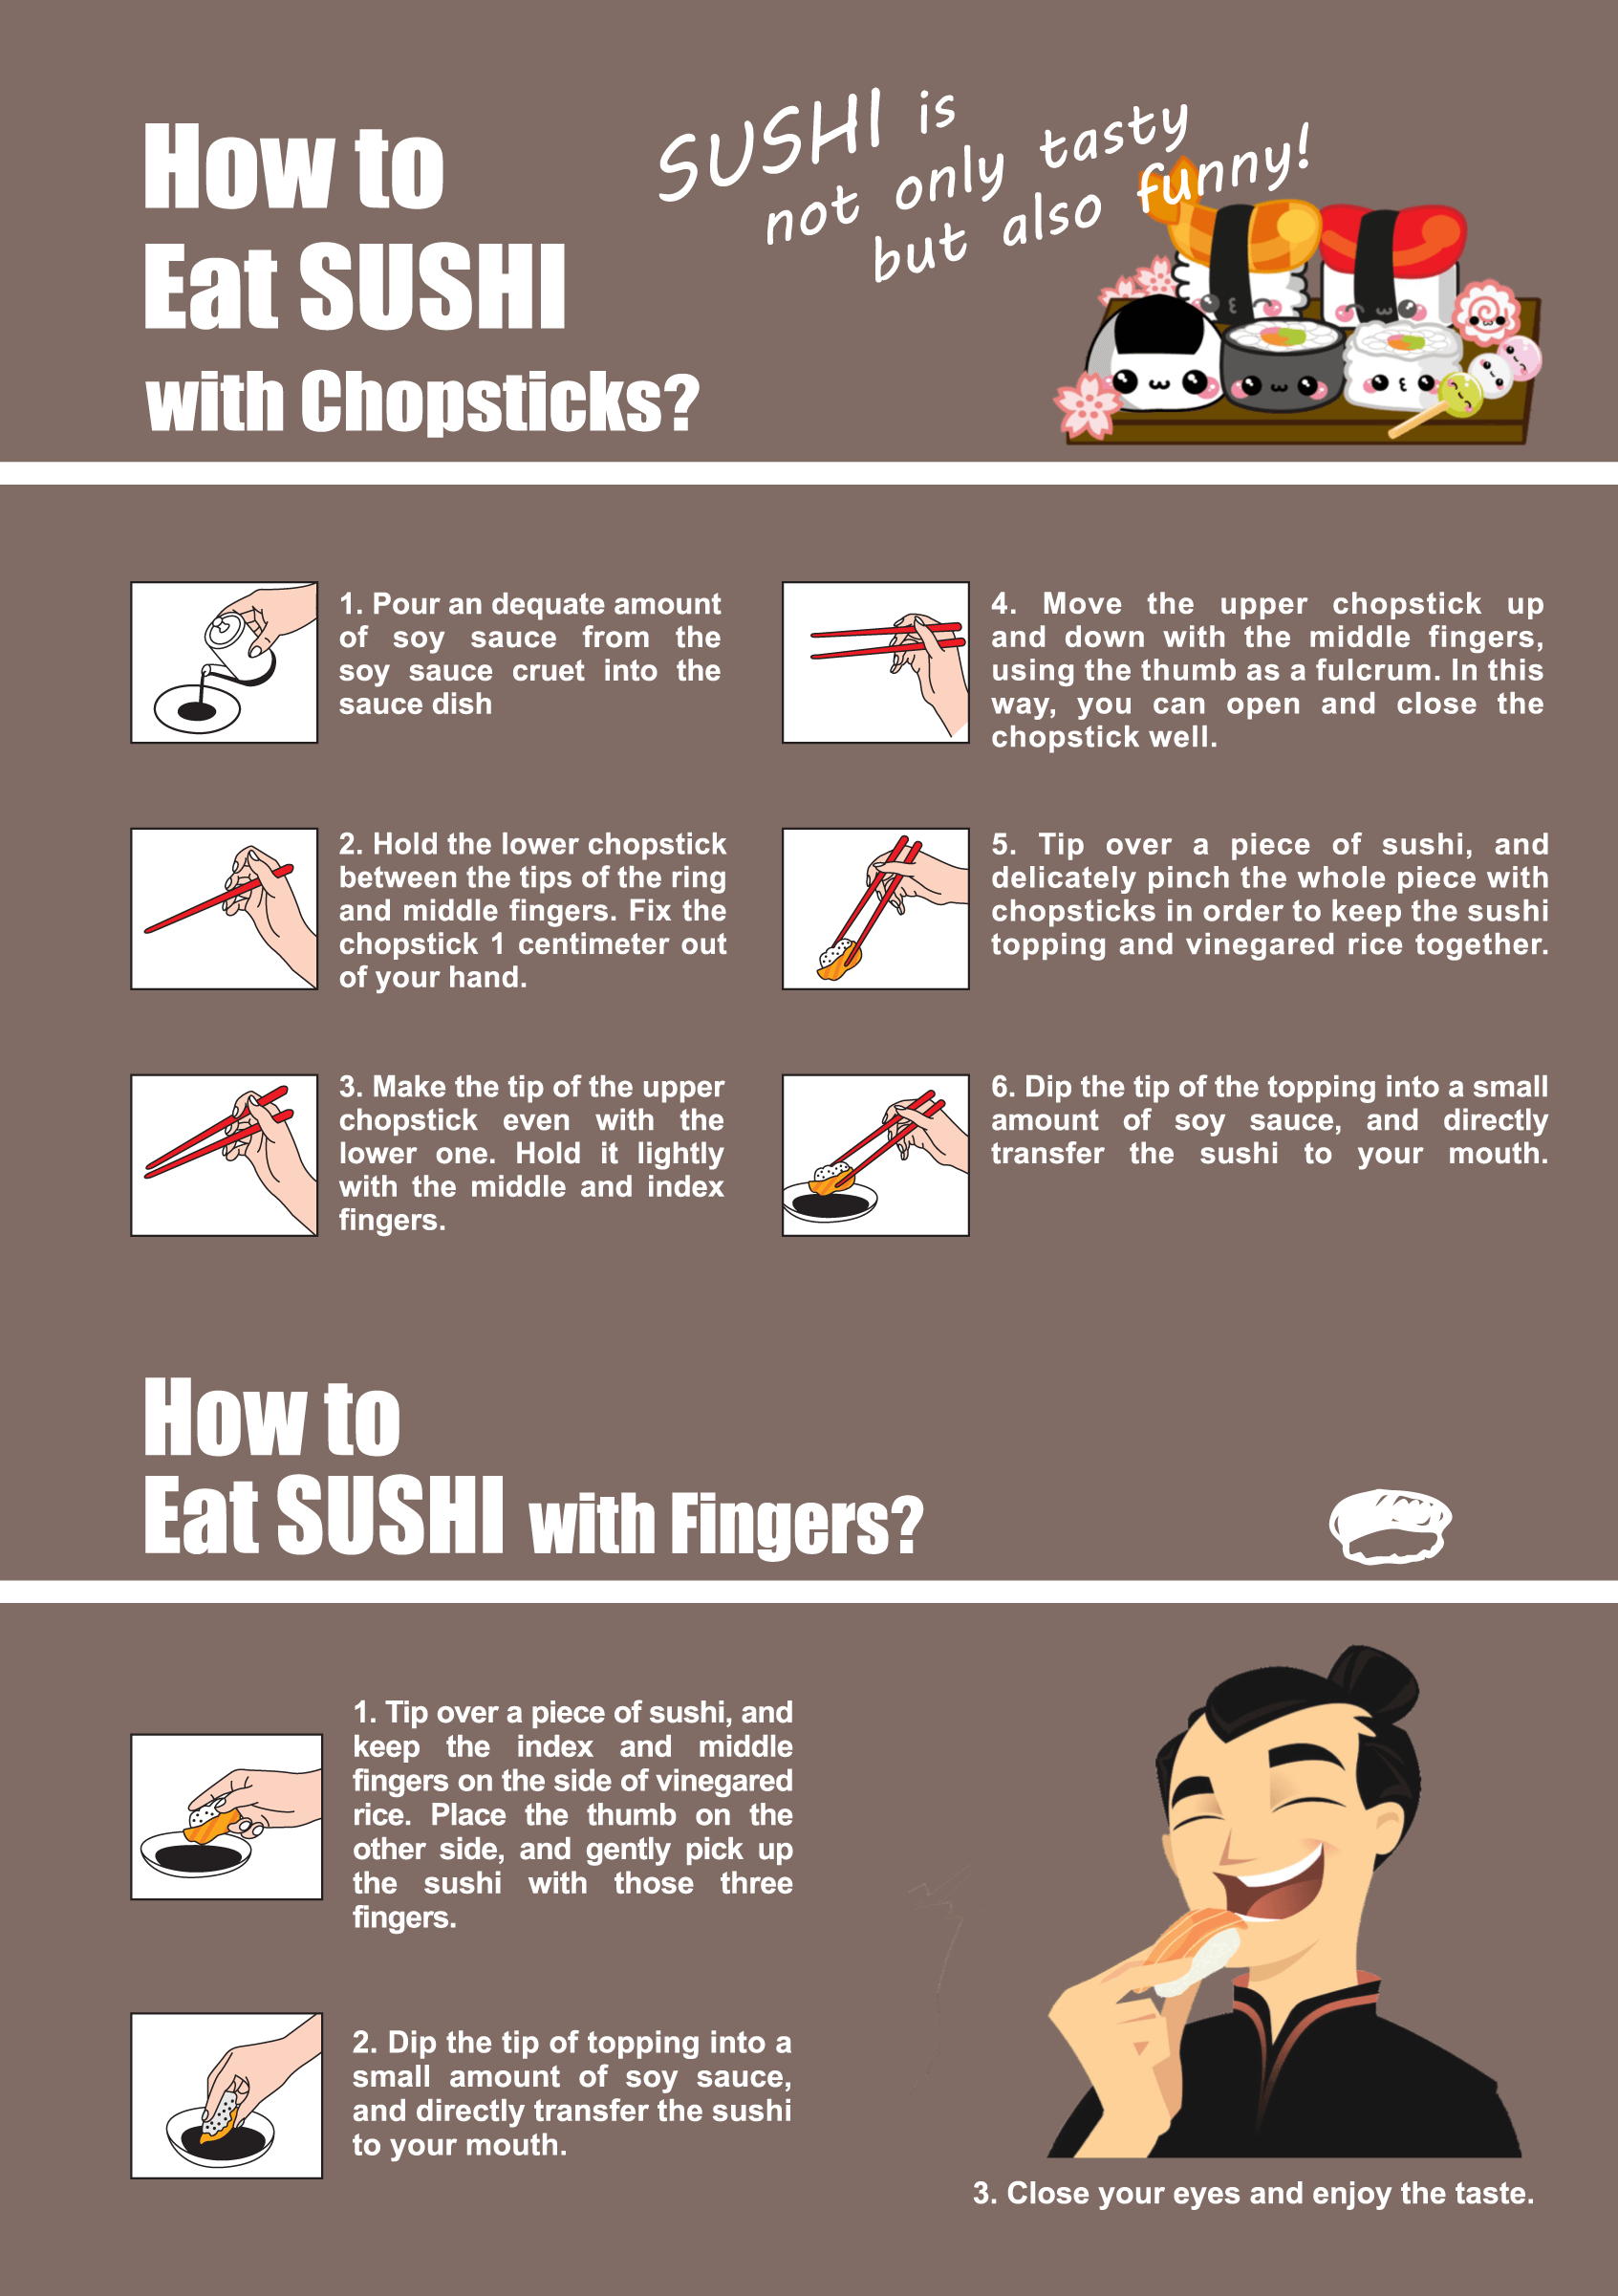 How to
Eat SUSHI
with Chopsticks?
SUSHI is
not only tasty
but also funny!
1. Pour an dequate amount
of soy sauce from the
soy sauce cruet into the
sauce dish
2. Hold the lower chopstick
between the tips of the ring
and middle fingers. Fix the
chopstick 1 centimeter out
of your hand.
3. Make the tip of the upper
chopstick even with the
lower one. Hold it lightly
with the middle and index
fingers.
4. Move the upper chopstick up
and down with the middle fingers,
using the thumb as a fulcrum. In this
way, you can open and close the
chopstick well.
5. Tip over a piece of sushi, and
delicately pinch the whole piece with
chopsticks in order to keep the sushi
topping and vinegared rice together.
6. Dip the tip of the topping into a small
amount of soy sauce, and directly
transfer the sushi to your mouth.
How to
Eat SUSHI with Fingers?
1. Tip over a piece of sushi, and
keep the index and middle
fingers on the side of vinegared
rice. Place the thumb on the
other side, and gently pick up
the sushi with those three
fingers.
2. Dip the tip of topping into a
small amount of soy sauce,
and directly transfer the sushi
to your mouth.
3. Close your eyes and enjoy the taste.